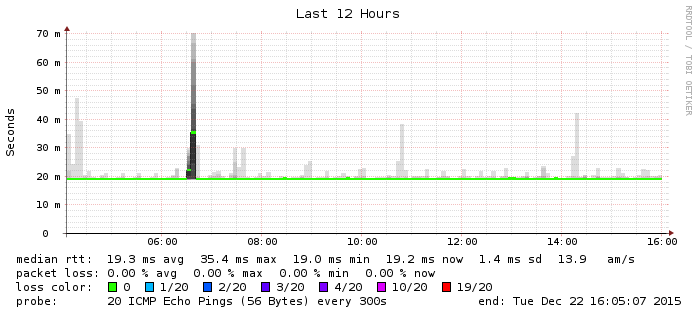 Last 12 Hours
RRDTOOL / TOBI OETIKER
Seconds
70 m
60 m
50 m
40 m
30 m
20 m
10 m
0
06:00 08:00 10:00 12:00 14:00 16:00
median rtt: 19.3 ms avg 35.4 ms max 19.0 ms min 19.2 ms now 1.4 ms sd 13.9 am/s
packet loss: 0.00 % avg 0.00 % max 0.00 % min 0.00 % now
loss color: 0 1/20 2/20 3/20 4/20 10/20 19/20
probe: 20 ICMP Echo Pings (56 Bytes) every 300s end: Tue Dec 22 16:05:07 2015